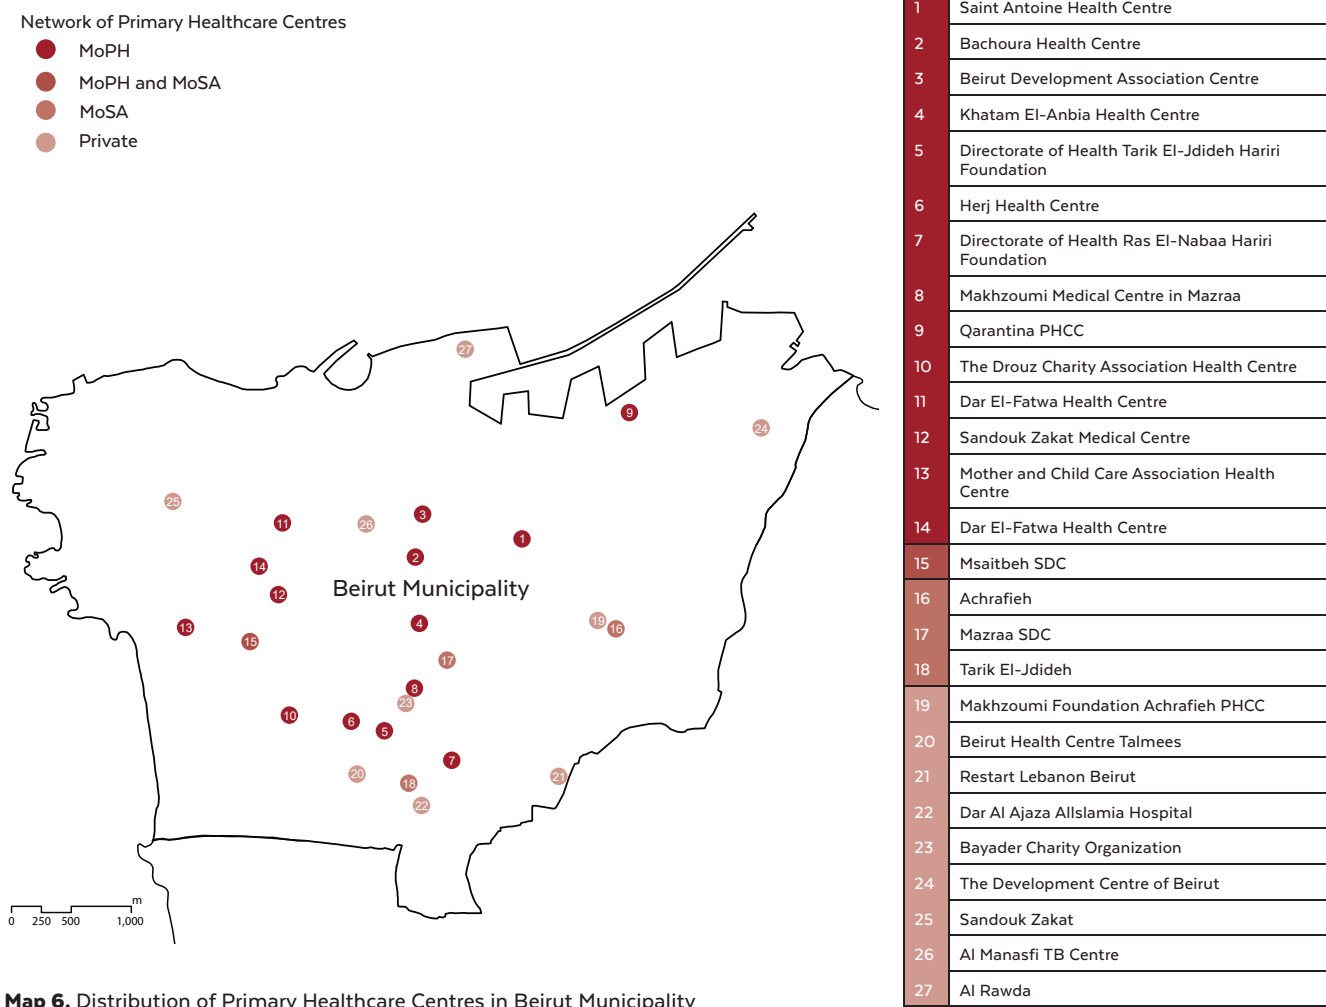 Network of Primary Healthcare Centres
MoPH
MoPH and MoSA
MoSA
Private
27
9
24
25
11
26
3
1
2
14
Beirut Municipality
12
13
4
19
16
15
17
8
23
10
6
5
7
20
18
21
22
m
0 250 500 1,000
Map 6. Distribution of Primary Healthcare Centres in Beirut Municipality
1 Saint Antoine Health Centre
2 Bachoura Health Centre
3 Beirut Development Association Centre
4 Khatam El-Anbia Health Centre
5 Directorate of Health Tarik El-Jdideh Hariri
Foundation
6 Herj Health Centre
7 Directorate of Health Ras El-Nabaa Hariri
Foundation
8 Makhzoumi Medical Centre in Mazraa
9 Qarantina PHCC
10 The Drouz Charity Association Health Centre
11 Dar El-Fatwa Health Centre
12 Sandouk Zakat Medical Centre
13 Mother and Child Care Association Health
Centre
14 Dar El-Fatwa Health Centre
15 Msaitbeh SDC
16 Achrafieh
17 Mazraa SDC
18 Tarik El-Jdideh
19 Makhzoumi Foundation Achrafieh PHCC
20 Beirut Health Centre Talmees
21 Restart Lebanon Beirut
22 Dar Al Ajaza Allslamia Hospital
23 Bayader Charity Organization
24 The Development Centre of Beirut
25 Sandouk Zakat
26 Al Manasfi TB Centre
27 Al Rawda